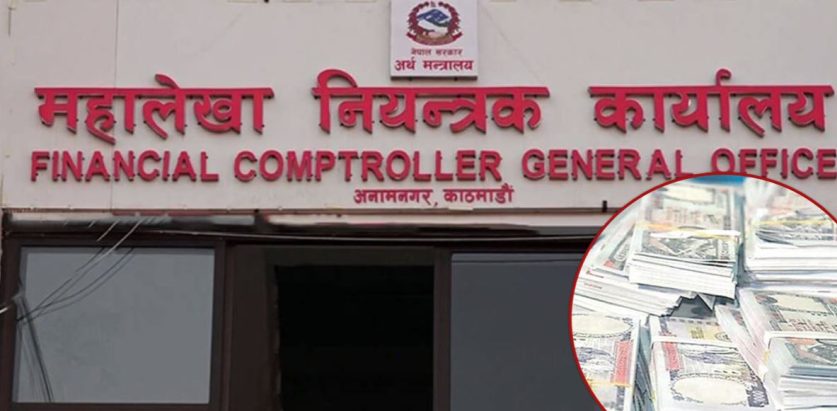 नेपाल सरकार
अर्थ मन्त्रालय
महालेखा नियन्त्रक कार्यालय
FINANCIAL COMPTROLLER GENERAL OFFICE
अनामनगर, काठमाडौं